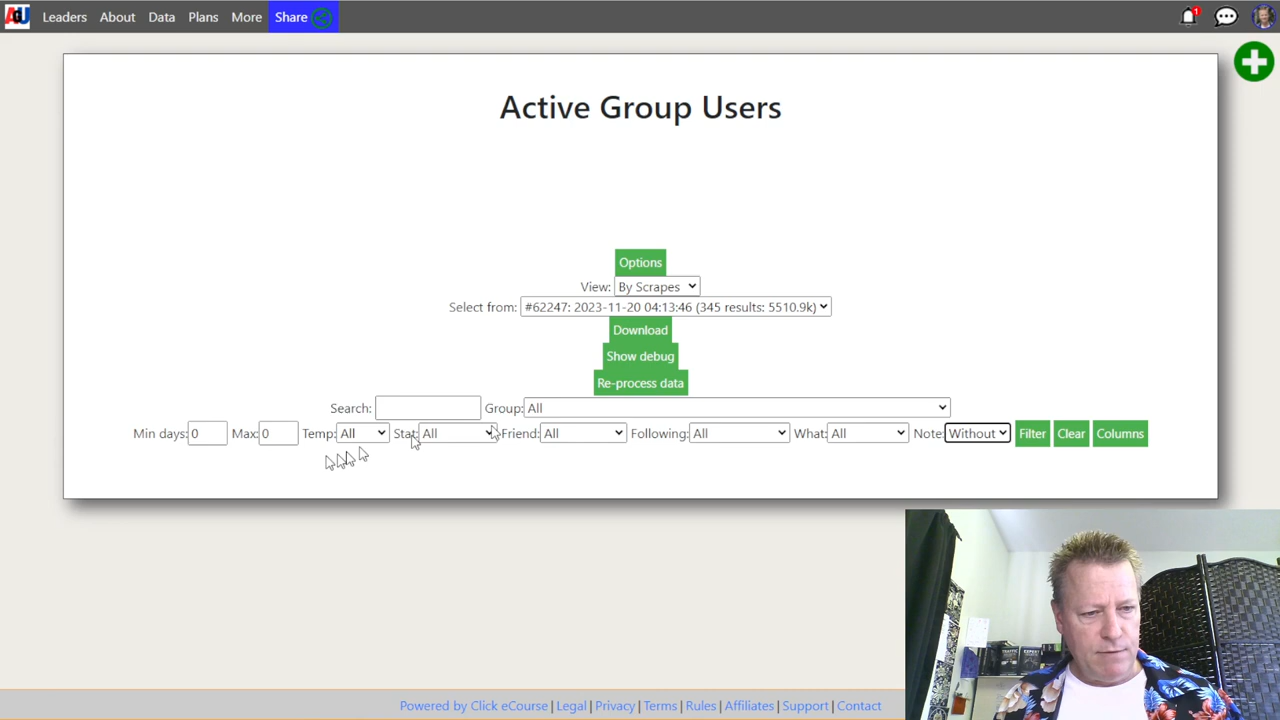 AGU Leaders About Data Plans More Share 1
Active Group Users
Options
View: By Scrapes
Select from: #62247: 2023-11-20 04:13:46 (345 results: 5510.9k)
Download
Show debug
Re-process data
Search: Group: All
Min days: 0 Max: 0 Temp: All Stat: All Friend: All Following: All What: All Note: Without Filter Clear Columns
Powered by Click eCourse | Legal | Privacy | Terms | Rules | Affiliates | Support | Contact